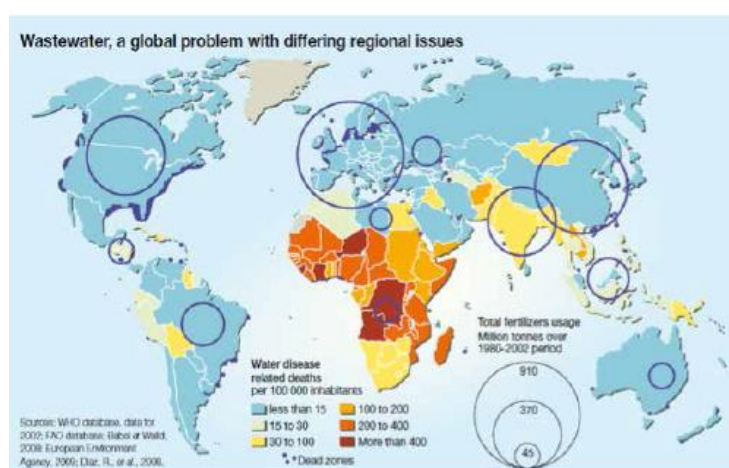 Wastewater, a global problem with differing regional issues
Total fertilizers usage
Million tonnes over
1980-2002 period
910
370
45
Water disease
related deaths
per 100 000 inhabitants
less than 15
15 to 30
30 to 100
100 to 200
200 to 400
More than 400
Dead zones
Sources: WHO database, data for
2002; FAO database; Babel at Walid,
2008; European Environment
Agency, 2009; Diaz, R., et al., 2008.